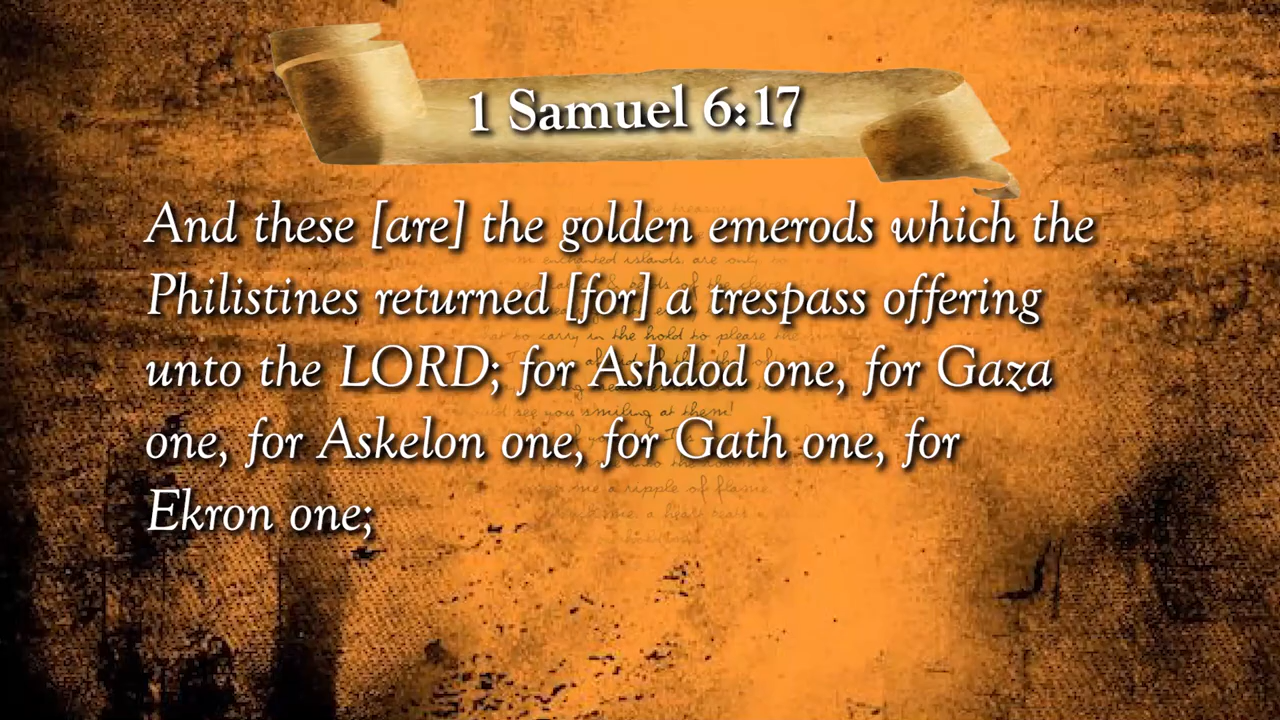 1 Samuel 6:17
And these [are] the golden emerods which the
Philistines returned [for] a trespass offering
unto the LORD; for Ashdod one, for Gaza
one, for Askelon one, for Gath one, for
Ekron one;